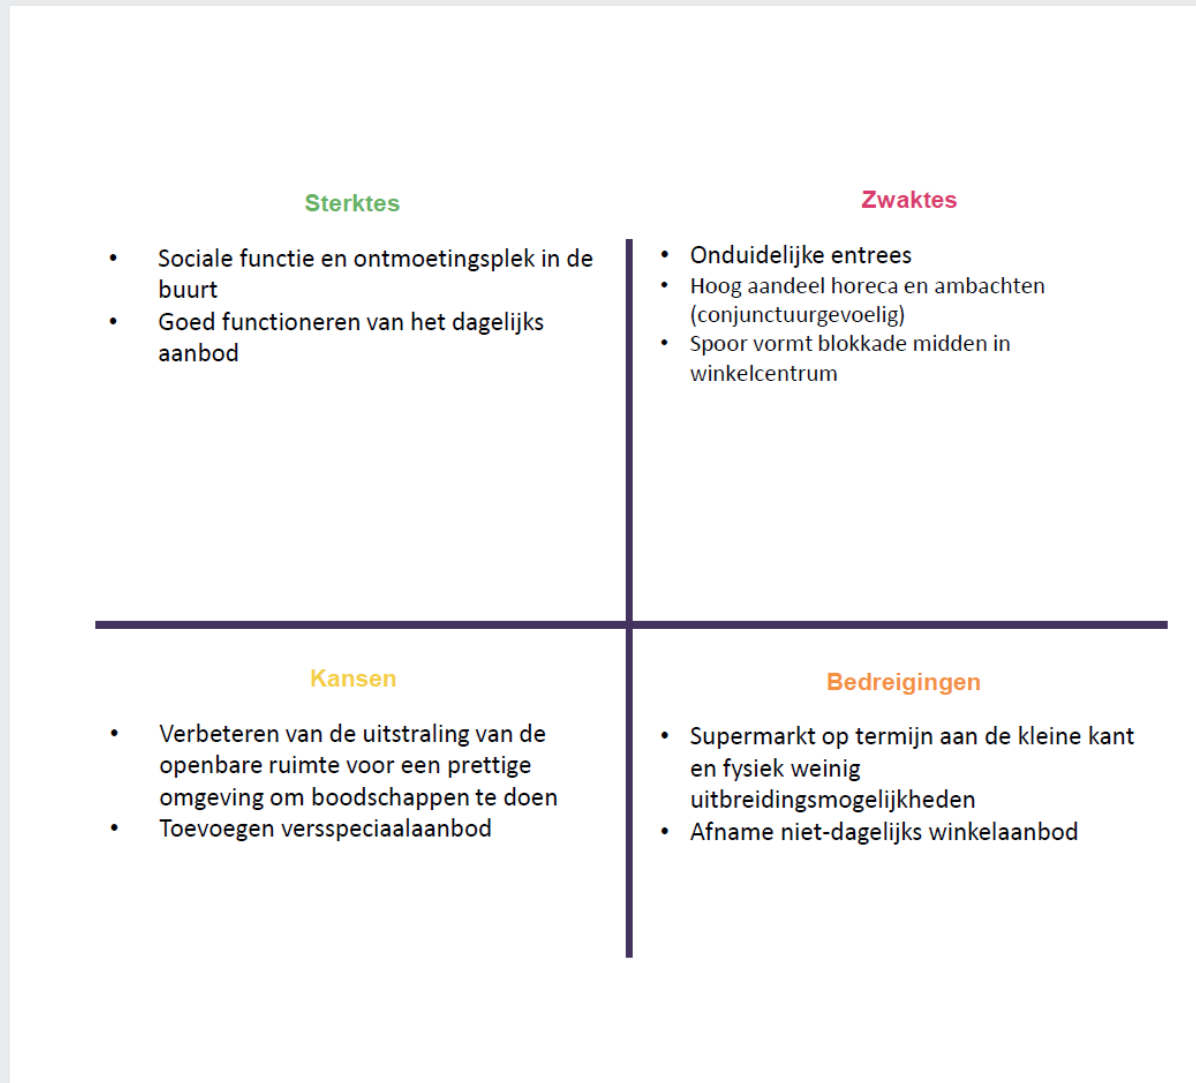 Sterktes
• Sociale functie en ontmoetingsplek in de
buurt
• Goed functioneren van het dagelijks
aanbod
Zwaktes
• Onduidelijke entrees
• Hoog aandeel horeca en ambachten
(conjunctuurgevoelig)
• Spoor vormt blokkade midden in
winkelcentrum
Kansen
• Verbeteren van de uitstraling van de
openbare ruimte voor een prettige
omgeving om boodschappen te doen
• Toevoegen versspeciaalaanbod
Bedreigingen
• Supermarkt op termijn aan de kleine kant
en fysiek weinig
uitbreidingsmogelijkheden
• Afname niet-dagelijks winkelaanbod